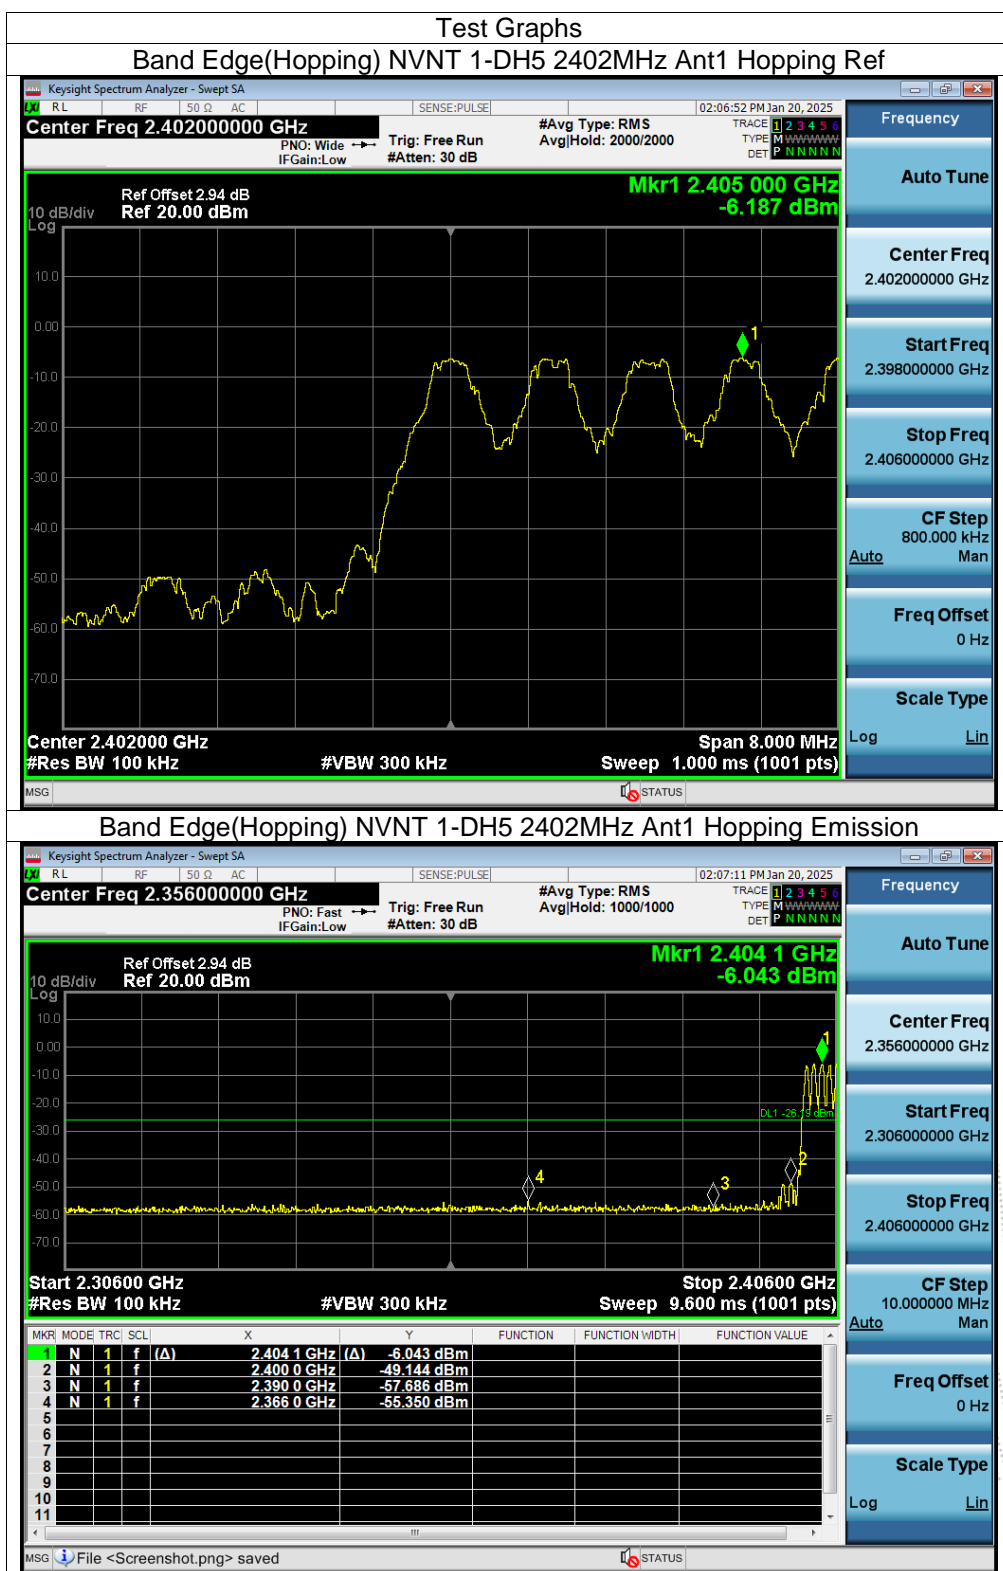 Test Graphs
Band Edge(Hopping) NVNT 1-DH5 2402MHz Ant1 Hopping Ref
Keysight Spectrum Analyzer - Swept SA
LXI RL RF 50 Ω AC SENSE:PULSE 02:06:52 PM Jan 20, 2025
Center Freq 2.402000000 GHz
PNO: Wide
IFGain:Low
Trig: Free Run
#Atten: 30 dB
#Avg Type: RMS
Avg|Hold: 2000/2000
TRACE 1 2 3 4 5 6
TYPE M WWWWW
DET P N N N N N
Frequency
Auto Tune
Center Freq
2.402000000 GHz
Start Freq
2.398000000 GHz
Stop Freq
2.406000000 GHz
CF Step
800.000 kHz
Auto Man
Freq Offset
0 Hz
Scale Type
Log Lin
Mkr1 2.405 000 GHz
-6.187 dBm
Ref Offset 2.94 dB
10 dB/div Ref 20.00 dBm
Log
10.0
0.00
-10.0
-20.0
-30.0
-40.0
-50.0
-60.0
-70.0
1
Center 2.402000 GHz Span 8.000 MHz
#Res BW 100 kHz #VBW 300 kHz Sweep 1.000 ms (1001 pts)
MSG STATUS
Band Edge(Hopping) NVNT 1-DH5 2402MHz Ant1 Hopping Emission
Keysight Spectrum Analyzer - Swept SA
LXI RL RF 50 Ω AC SENSE:PULSE 02:07:11 PM Jan 20, 2025
Center Freq 2.356000000 GHz
PNO: Fast
IFGain:Low
Trig: Free Run
#Atten: 30 dB
#Avg Type: RMS
Avg|Hold: 1000/1000
TRACE 1 2 3 4 5 6
TYPE M WWWWW
DET P N N N N N
Frequency
Auto Tune
Center Freq
2.356000000 GHz
Start Freq
2.306000000 GHz
Stop Freq
2.406000000 GHz
CF Step
10.000000 MHz
Auto Man
Freq Offset
0 Hz
Scale Type
Log Lin
Mkr1 2.404 1 GHz
-6.043 dBm
Ref Offset 2.94 dB
10 dB/div Ref 20.00 dBm
Log
10.0
0.00
-10.0
-20.0
-30.0
-40.0
-50.0
-60.0
-70.0
1
DL1 -26.19 dBm
2
3
4
Start 2.30600 GHz Stop 2.40600 GHz
#Res BW 100 kHz #VBW 300 kHz Sweep 9.600 ms (1001 pts)
MKR MODE TRC SCL X Y FUNCTION FUNCTION WIDTH FUNCTION VALUE
1 N 1 f (Δ) 2.404 1 GHz (Δ) -6.043 dBm
2 N 1 f 2.400 0 GHz -49.144 dBm
3 N 1 f 2.390 0 GHz -57.686 dBm
4 N 1 f 2.366 0 GHz -55.350 dBm
5
6
7
8
9
10
11
MSG File <Screenshot.png> saved STATUS